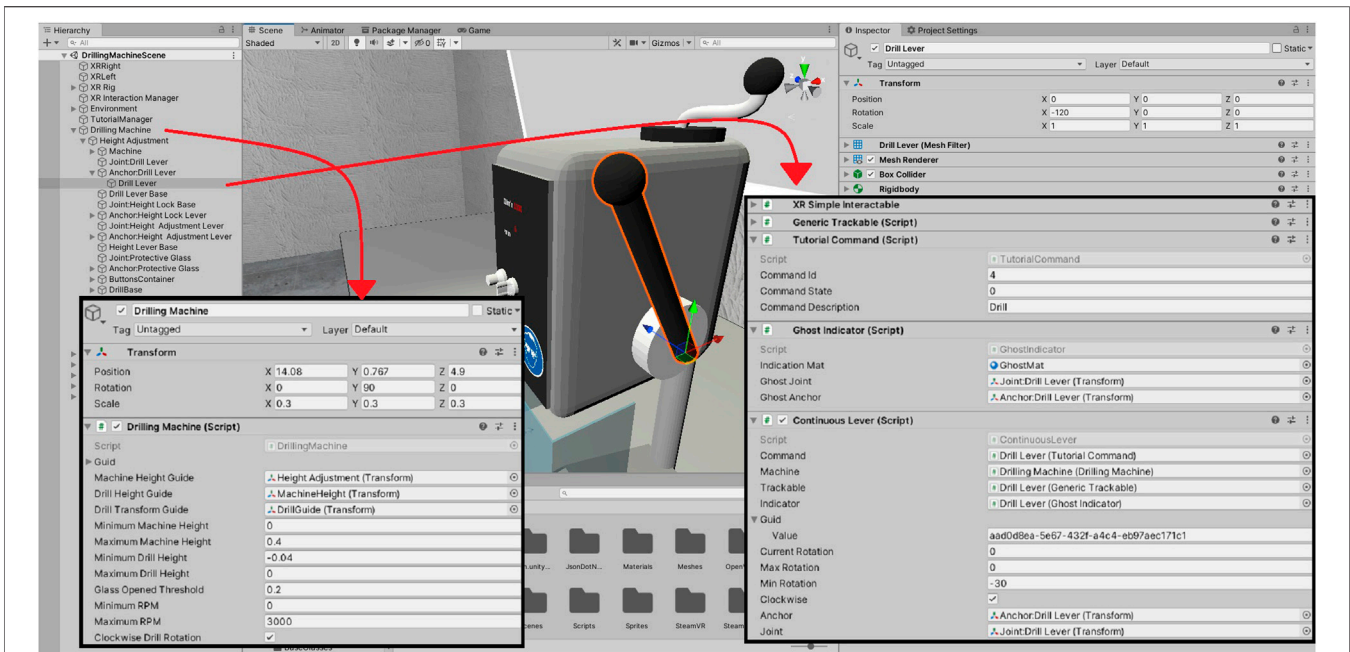 Hierarchy
All
DrillingMachineScene
XRRight
XRLeft
XR Rig
XR Interaction Manager
Environment
TutorialManager
Drilling Machine
Height Adjustment
Machine
Joint:Drill Lever
Anchor:Drill Lever
Drill Lever
Drill Lever Base
Joint:Height Lock Base
Anchor:Height Lock Lever
Joint:Height Adjustment Lever
Anchor:Height Adjustment Lever
Height Lever Base
Joint:Protective Glass
Anchor:Protective Glass
ButtonsContainer
DrillBase
Scene Animator Package Manager Game
Shaded 2D 0 Gizmos All
Inspector Project Settings
Drill Lever Static
Tag Untagged Layer Default
Transform
Position X 0 Y 0 Z 0
Rotation X -120 Y 0 Z 0
Scale X 1 Y 1 Z 1
Drill Lever (Mesh Filter)
Mesh Renderer
Box Collider
Rigidbody
XR Simple Interactable
Generic Trackable (Script)
Tutorial Command (Script)
Script TutorialCommand
Command Id 4
Command State 0
Command Description Drill
Ghost Indicator (Script)
Script GhostIndicator
Indication Mat GhostMat
Ghost Joint Joint:Drill Lever (Transform)
Ghost Anchor Anchor:Drill Lever (Transform)
Continuous Lever (Script)
Script ContinuousLever
Command Drill Lever (Tutorial Command)
Machine Drilling Machine (Drilling Machine)
Trackable Drill Lever (Generic Trackable)
Indicator Drill Lever (Ghost Indicator)
Guid
Value aad0d8ea-5e67-432f-a4c4-eb97aec171c1
Current Rotation 0
Max Rotation 0
Min Rotation -30
Clockwise
Anchor Anchor:Drill Lever (Transform)
Joint Joint:Drill Lever (Transform)
Drilling Machine Static
Tag Untagged Layer Default
Transform
Position X 14.08 Y 0.767 Z 4.9
Rotation X 0 Y 90 Z 0
Scale X 0.3 Y 0.3 Z 0.3
Drilling Machine (Script)
Script DrillingMachine
Guid
Machine Height Guide Height Adjustment (Transform)
Drill Height Guide MachineHeight (Transform)
Drill Transform Guide DrillGuide (Transform)
Minimum Machine Height 0
Maximum Machine Height 0.4
Minimum Drill Height -0.04
Maximum Drill Height 0
Glass Opened Threshold 0.2
Minimum RPM 0
Maximum RPM 3000
Clockwise Drill Rotation
JsonDotN... Materials Meshes
Scripts Sprites SteamVR